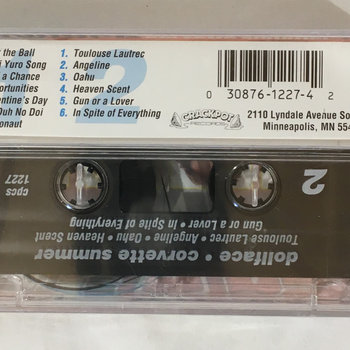 the Ball
i Yuro Song
a Chance
ortunities
entine's Day
Duh No Doi
onaut
1. Toulouse Lautrec
2. Angeline
3. Oahu
4. Heaven Scent
5. Gun or a Lover
6. In Spite of Everything
2
0 30876-1227-4 2
CRACKPOT
RECORDS
2110 Lyndale Avenue So
Minneapolis, MN 554
2
cpcs
1227
dollface • corvette summer
Toulouse Lautrec • Angeline • Oahu • Heaven Scent
Gun or a Lover • In Spite of Everything